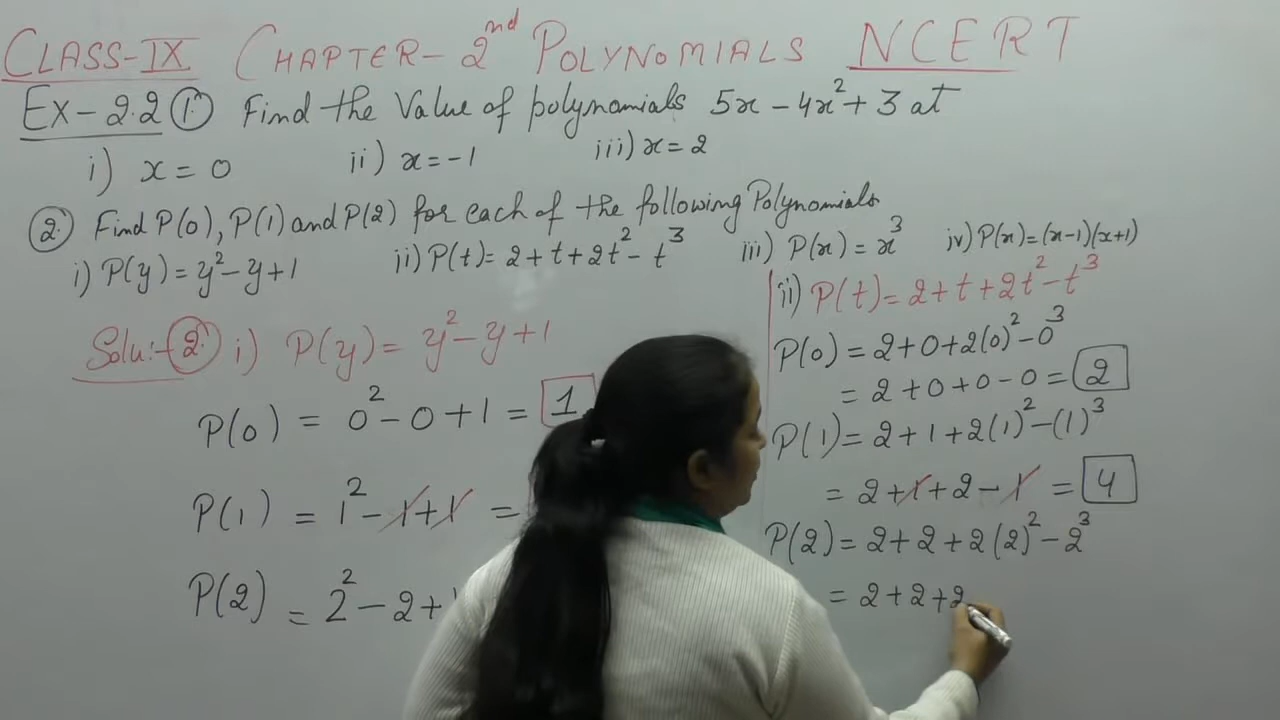 CLASS-IX CHAPTER-2nd POLYNOMIALS NCERT
EX-2.2 ① Find the Value of polynomials 5x - 4x² + 3 at
i) x = 0 ii) x = -1 iii) x = 2
② Find P(0), P(1) and P(2) for each of the following Polynomials
i) P(y) = y² - y + 1 ii) P(t) = 2 + t + 2t² - t³ iii) P(x) = x³ iv) P(x) = (x-1)(x+1)
Solu:- ② i) P(y) = y² - y + 1
P(0) = 0² - 0 + 1 = 1
P(1) = 1² - 1 + 1 =
P(2) = 2² - 2 +
ii) P(t) = 2 + t + 2t² - t³
P(0) = 2 + 0 + 2(0)² - 0³
= 2 + 0 + 0 - 0 = 2
P(1) = 2 + 1 + 2(1)² - (1)³
= 2 + 1 + 2 - 1 = 4
P(2) = 2 + 2 + 2(2)² - 2³
= 2 + 2 + 2